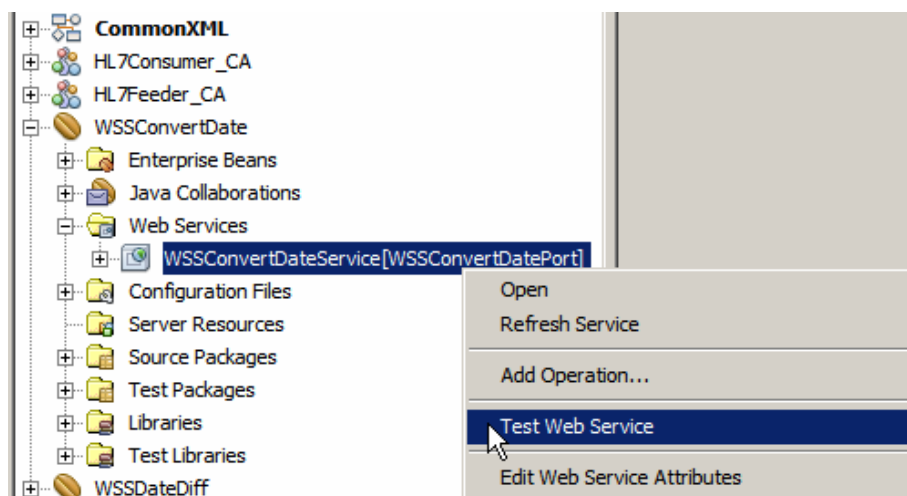 CommonXML
HL7Consumer_CA
HL7Feeder_CA
WSSConvertDate
Enterprise Beans
Java Collaborations
Web Services
WSSConvertDateService[WSSConvertDatePort]
Configuration Files
Server Resources
Source Packages
Test Packages
Libraries
Test Libraries
WSSDateDiff
Open
Refresh Service
Add Operation...
Test Web Service
Edit Web Service Attributes